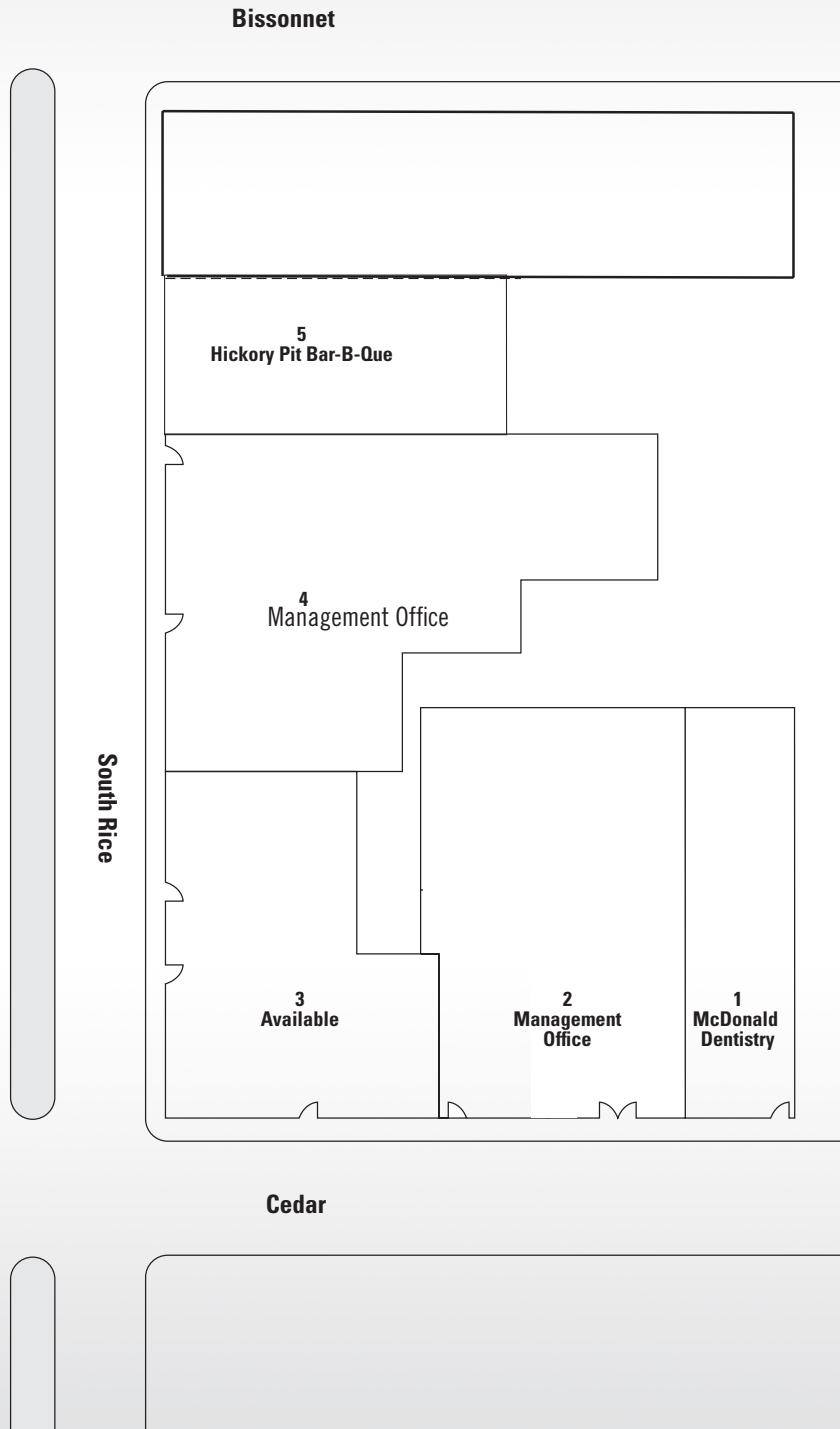 Bissonnet
5
Hickory Pit Bar-B-Que
4
Management Office
South Rice
3
Available
2
Management
Office
1
McDonald
Dentistry
Cedar